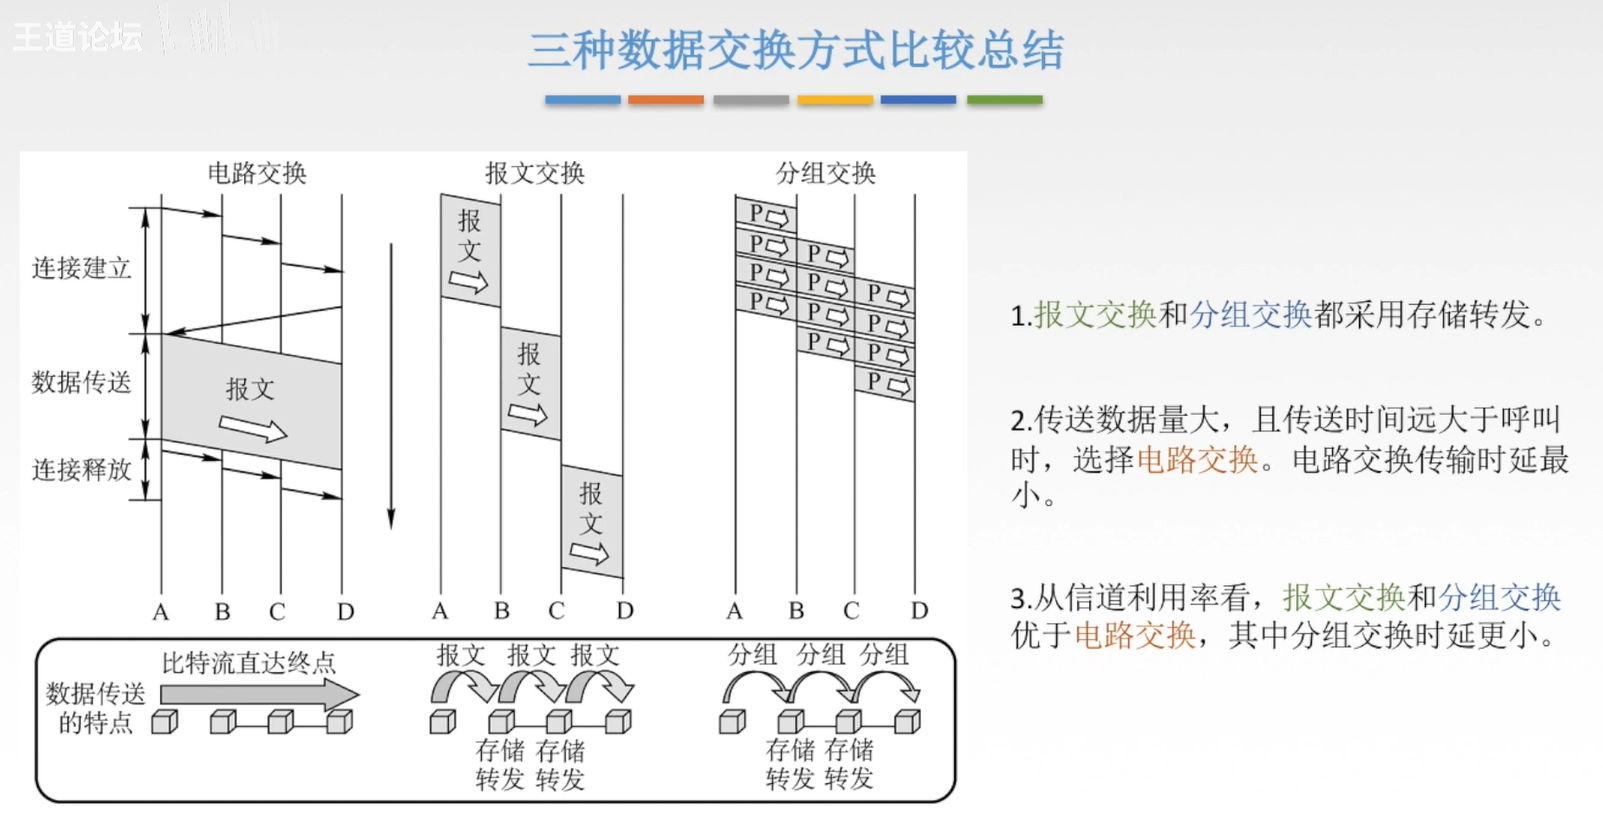 王道论坛
三种数据交换方式比较总结
电路交换
报文交换
分组交换
连接建立
数据传送
连接释放
报文
报
文
报
文
报
文
P
P
P
P
P
P
P
P
P
P
P
P
A B C D
A B C D
A B C D
数据传送
的特点
比特流直达终点
报文 报文 报文
存储 存储
转发 转发
分组 分组 分组
存储 存储
转发 转发
1.报文交换和分组交换都采用存储转发。
2.传送数据量大，且传送时间远大于呼叫
时，选择电路交换。电路交换传输时延最
小。
3.从信道利用率看，报文交换和分组交换
优于电路交换，其中分组交换时延更小。